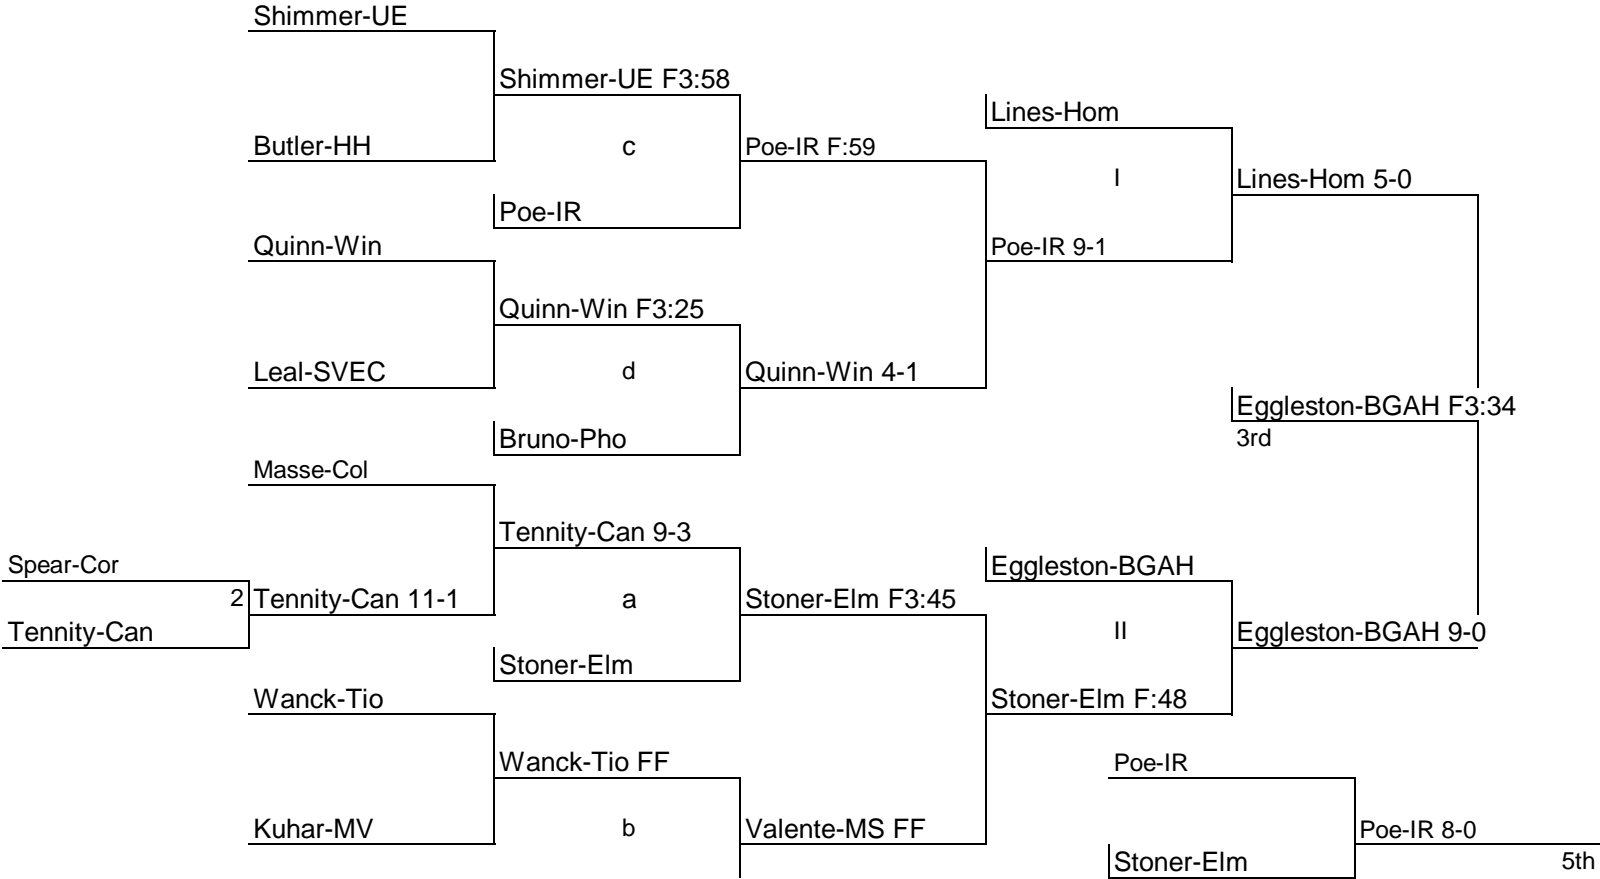 Shimmer-UE
Shimmer-UE F3:58
Lines-Hom
Butler-HH
c
Poe-IR F:59
I
Lines-Hom 5-0
Poe-IR
Quinn-Win
Poe-IR 9-1
Quinn-Win F3:25
Leal-SVEC
d
Quinn-Win 4-1
Eggleston-BGAH F3:34
Bruno-Pho
3rd
Masse-Col
Tennity-Can 9-3
Spear-Cor
Eggleston-BGAH
2
Tennity-Can 11-1
a
Stoner-Elm F3:45
Tennity-Can
II
Eggleston-BGAH 9-0
Stoner-Elm
Wanck-Tio
Stoner-Elm F:48
Wanck-Tio FF
Poe-IR
Kuhar-MV
b
Valente-MS FF
Poe-IR 8-0
Stoner-Elm
5th